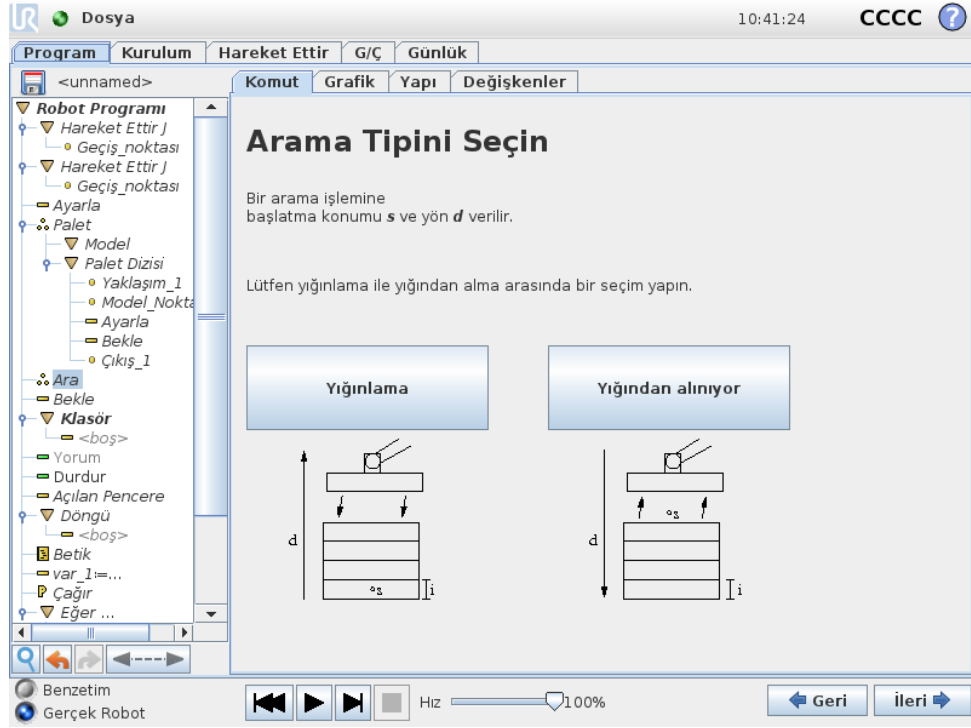 UR Dosya 10:41:24 CCCC ?
Program Kurulum Hareket Ettir G/Ç Günlük
<unnamed>
Komut Grafik Yapı Değişkenler
Robot Programı
Hareket Ettir J
Geçiş_noktası
Hareket Ettir J
Geçiş_noktası
Ayarla
Palet
Model
Palet Dizisi
Yaklaşım_1
Model_Nokta
Ayarla
Bekle
Çıkış_1
Ara
Bekle
Klasör
<boş>
Yorum
Durdur
Açılan Pencere
Döngü
<boş>
Betik
var_1:=...
Çağır
Eğer ...
Arama Tipini Seçin
Bir arama işlemine
başlatma konumu s ve yön d verilir.
Lütfen yığınlama ile yığından alma arasında bir seçim yapın.
Yığınlama
Yığından alınıyor
d
s
i
d
s
i
Benzetim
Gerçek Robot
Hız 100%
Geri
İleri